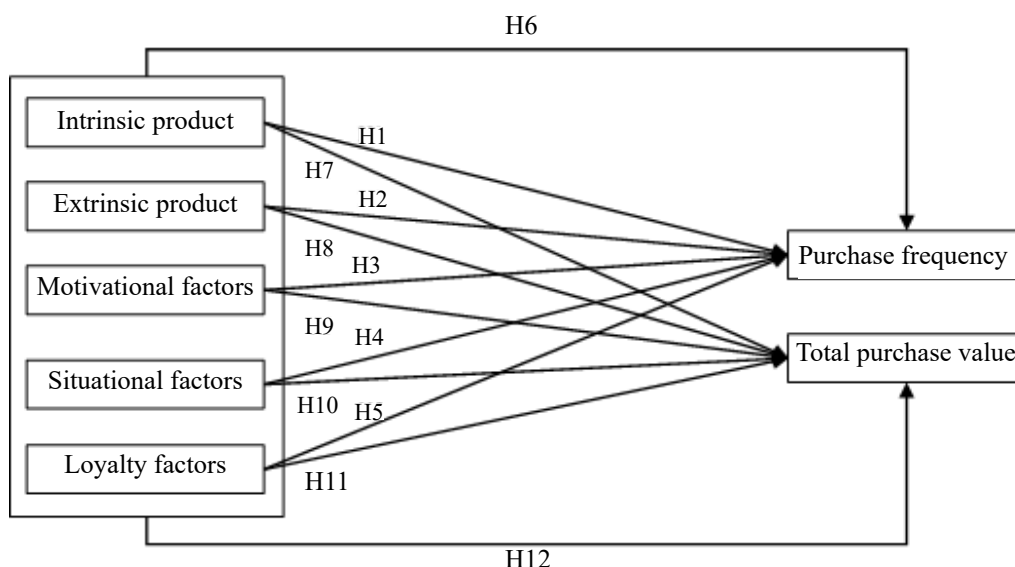 H6
Intrinsic product
H1
H7
Extrinsic product
H2
H8
Purchase frequency
H3
Motivational factors
H9
H4
Total purchase value
Situational factors
H10
H5
Loyalty factors
H11
H12